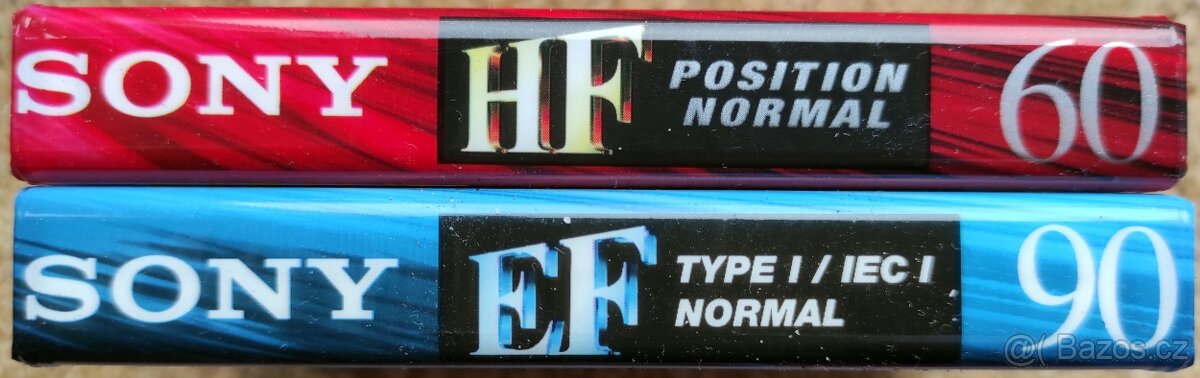 SONY HF POSITION NORMAL 60
SONY EF TYPE I / IEC I NORMAL 90
@( Bazos.cz